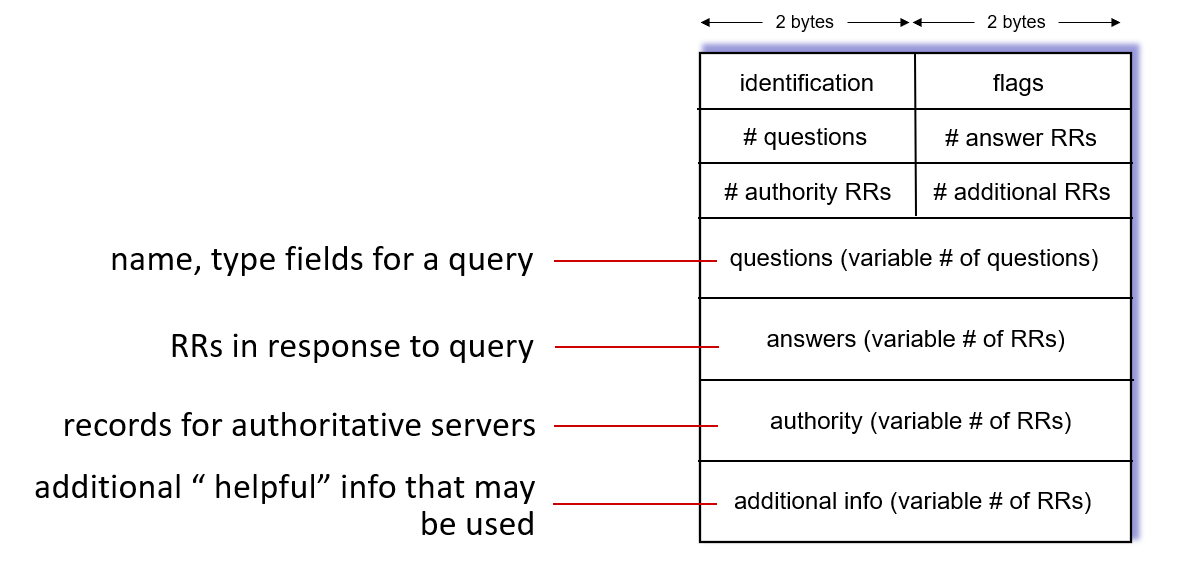 2 bytes 2 bytes
identification flags
# questions # answer RRs
# authority RRs # additional RRs
name, type fields for a query questions (variable # of questions)
RRs in response to query answers (variable # of RRs)
records for authoritative servers authority (variable # of RRs)
additional “ helpful” info that may
be used
additional info (variable # of RRs)